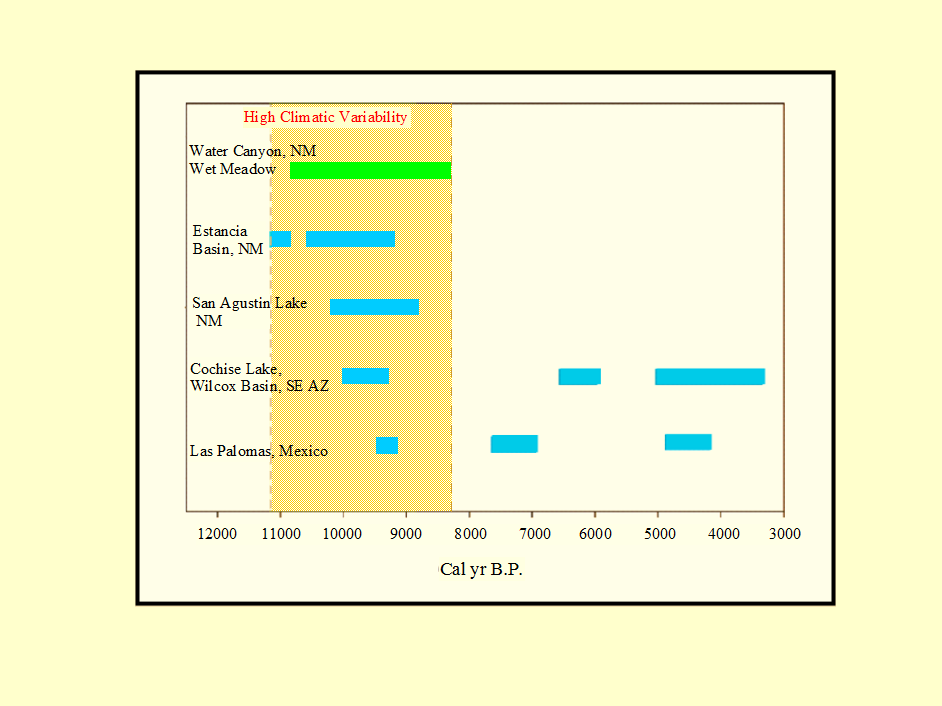 High Climatic Variability
Water Canyon, NM
Wet Meadow
Estancia
Basin, NM
San Agustin Lake
NM
Cochise Lake,
Wilcox Basin, SE AZ
Las Palomas, Mexico
12000 11000 10000 9000 8000 7000 6000 5000 4000 3000
Cal yr B.P.